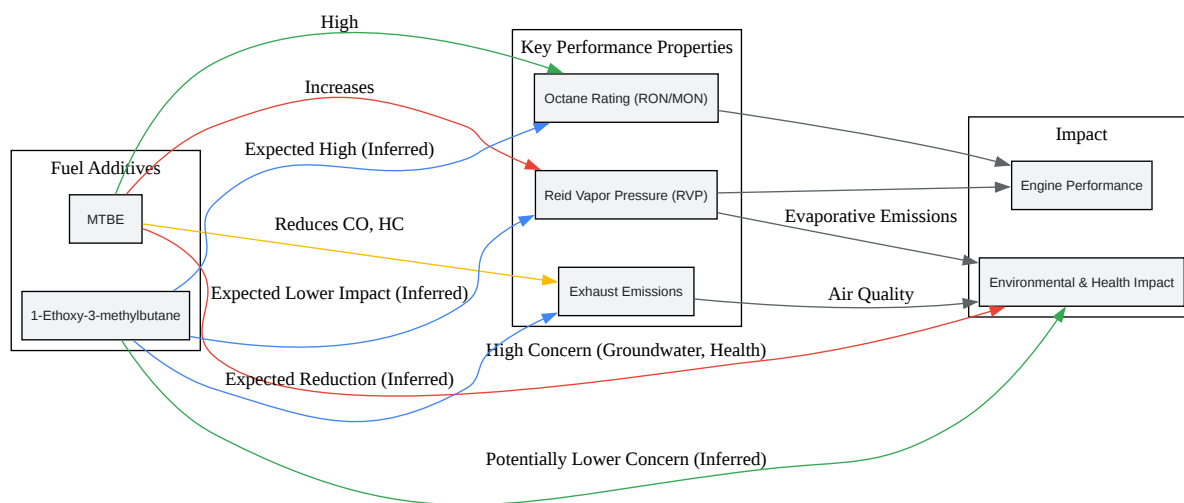 High
Key Performance Properties
Increases
Octane Rating (RON/MON)
Impact
Expected High (Inferred)
Fuel Additives
Engine Performance
Reid Vapor Pressure (RVP)
MTBE
Reduces CO, HC
Evaporative Emissions
Environmental & Health Impact
Exhaust Emissions
Expected Lower Impact (Inferred)
Air Quality
1-Ethoxy-3-methylbutane
High Concern (Groundwater, Health)
Expected Reduction (Inferred)
Potentially Lower Concern (Inferred)